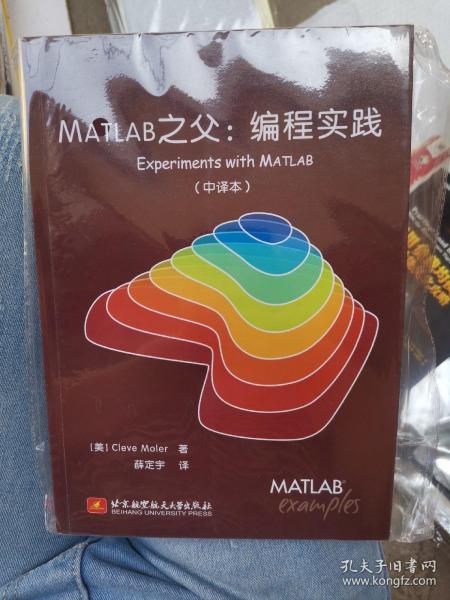 MATLAB之父：编程实践
Experiments with MATLAB
（中译本）
[美] Cleve Moler 著
薛定宇 译
MATLAB
examples
北京航空航天大学出版社
BEIHANG UNIVERSITY PRESS
孔夫子旧书网
www.kongfz.com